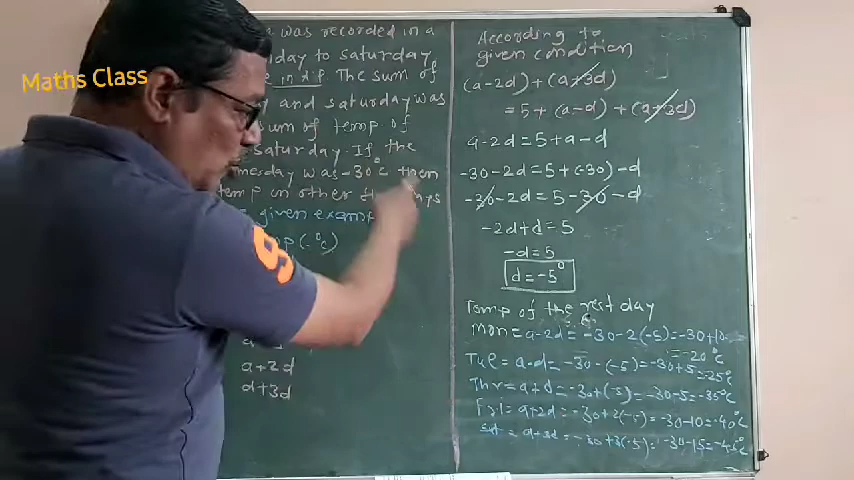 was recorded in a
day to saturday
in A.P. The sum of
and saturday was
sum of temp of
saturday. If the
wednesday was -30°c then
temp in other
given exam
Maths Class
9
a+2d
a+3d
According to
given condition
(a-2d)+(a+3d)
=5+(a-d)+(a+3d)
a-2d=5+a-d
-30-2d=5+(-30)-d
-30-2d=5-30-d
-2d+d=5
-d=5
d=-5°
Temp of the rest day
mon=a-2d=-30-2(-5)=-30+10
=-20°c
Tue=a-d=-30-(-5)=-30+5=-25°c
Thr=a+d=-30+(-5)=-30-5=-35°c
Fri=a+2d=-30+2(-5)=-30-10=-40°c
Sat=a+3d=-30+3(-5)=-30-15=-45°c